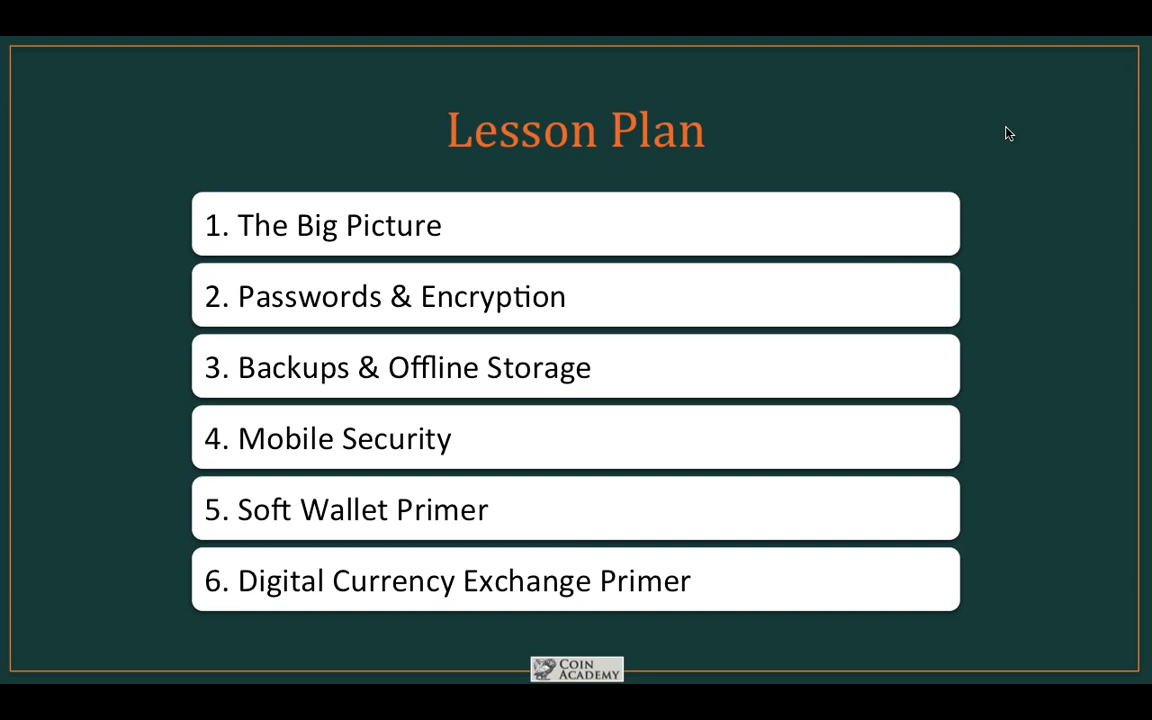 Lesson Plan
1. The Big Picture
2. Passwords & Encryption
3. Backups & Offline Storage
4. Mobile Security
5. Soft Wallet Primer
6. Digital Currency Exchange Primer
COIN
ACADEMY